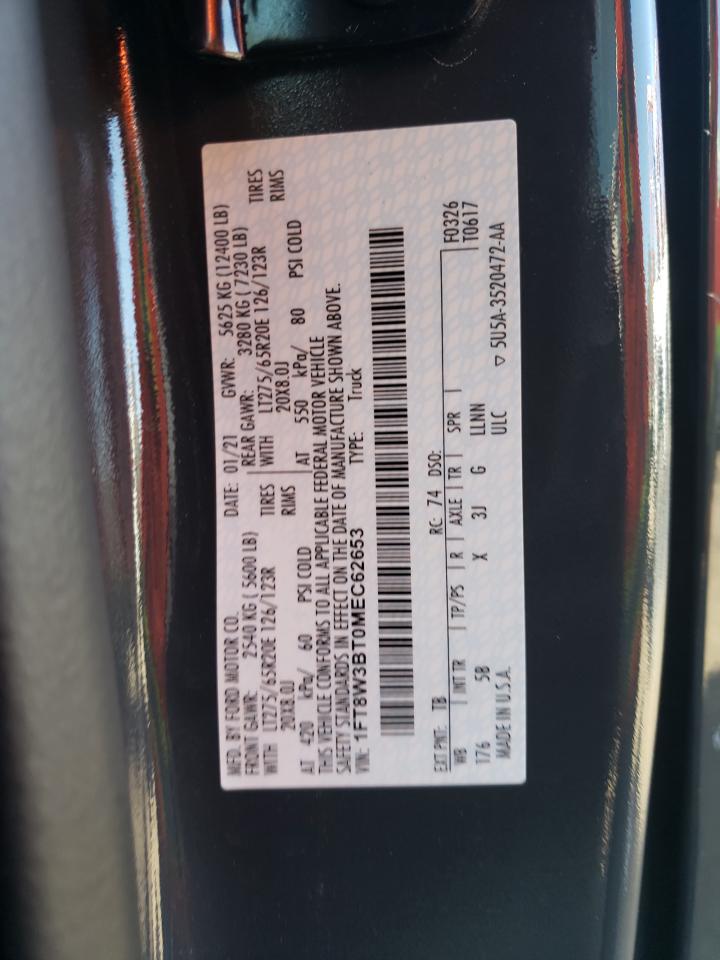 MFD. BY FORD MOTOR CO.
DATE: 01/21 GVWR: 5625 KG (12400 LB)
FRONT GAWR: 2540 KG ( 5600 LB) REAR GAWR: 3280 KG ( 7230 LB)
WITH LT275/65R20E 126/123R TIRES WITH LT275/65R20E 126/123R TIRES
20X8.0J RIMS 20X8.0J RIMS
AT 420 kPa/ 60 PSI COLD AT 550 kPa/ 80 PSI COLD
THIS VEHICLE CONFORMS TO ALL APPLICABLE FEDERAL MOTOR VEHICLE
SAFETY STANDARDS IN EFFECT ON THE DATE OF MANUFACTURE SHOWN ABOVE.
VIN: 1FT8W3BT0MEC62653 TYPE: Truck
EXT PNT: TB RC: 74 DSO: F0326
WB INT TR TP/PS R AXLE TR SPR T0617
176 5B X 3J G LLNN
ULC
MADE IN U.S.A. ▽ 5U5A-3520472-AA